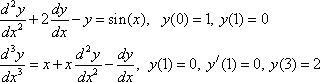 d²y/dx² + 2 dy/dx − y = sin(x), y(0) = 1, y(1) = 0
d³y/dx³ = x + x d²y/dx² − dy/dx, y(1) = 0, y′(1) = 0, y(3) = 2